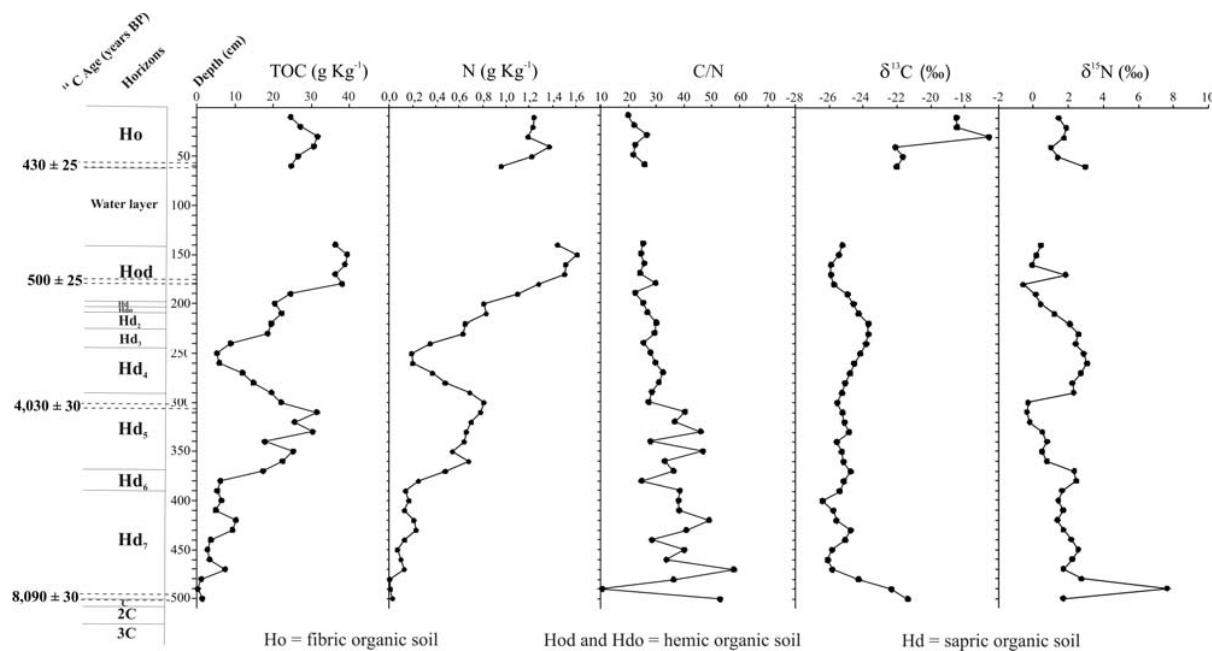 ¹⁴C Age (years BP)
Horizons
Depth (cm)
TOC (g Kg⁻¹)
N (g Kg⁻¹)
C/N
δ¹³C (‰)
δ¹⁵N (‰)
0 10 20 30 40
0 0,2 0,4 0,6 0,8 1,0 1,2 1,4 1,6
10 20 30 40 50 60 70
-28 -26 -24 -22 -20 -18 -16 -14
-2 0 2 4 6 8 10
Ho
50
430 ± 25
Water layer
100
150
Hod
500 ± 25
200
Hd₂
Hd₃
250
Hd₄
300
4,030 ± 30
Hd₅
350
Hd₆
400
Hd₇
450
8,090 ± 30
500
C
2C
3C
Ho = fibric organic soil Hod and Hdo = hemic organic soil Hd = sapric organic soil